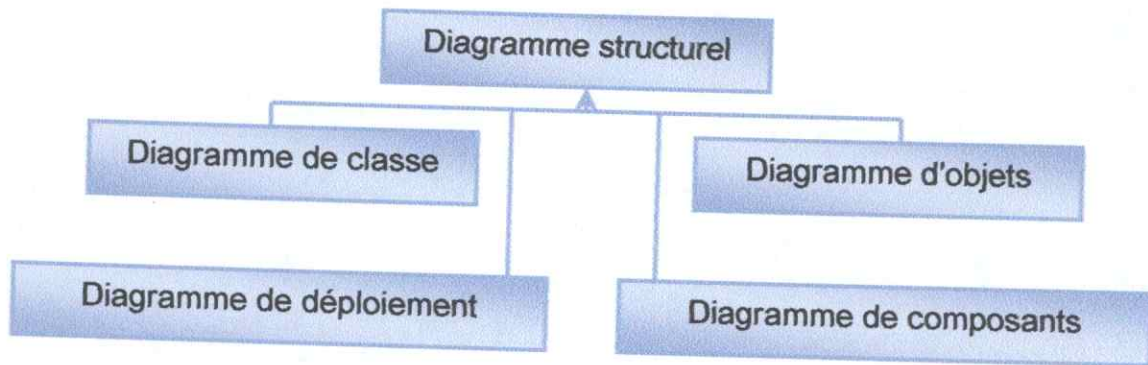 Diagramme structurel
Diagramme de classe
Diagramme d'objets
Diagramme de déploiement
Diagramme de composants